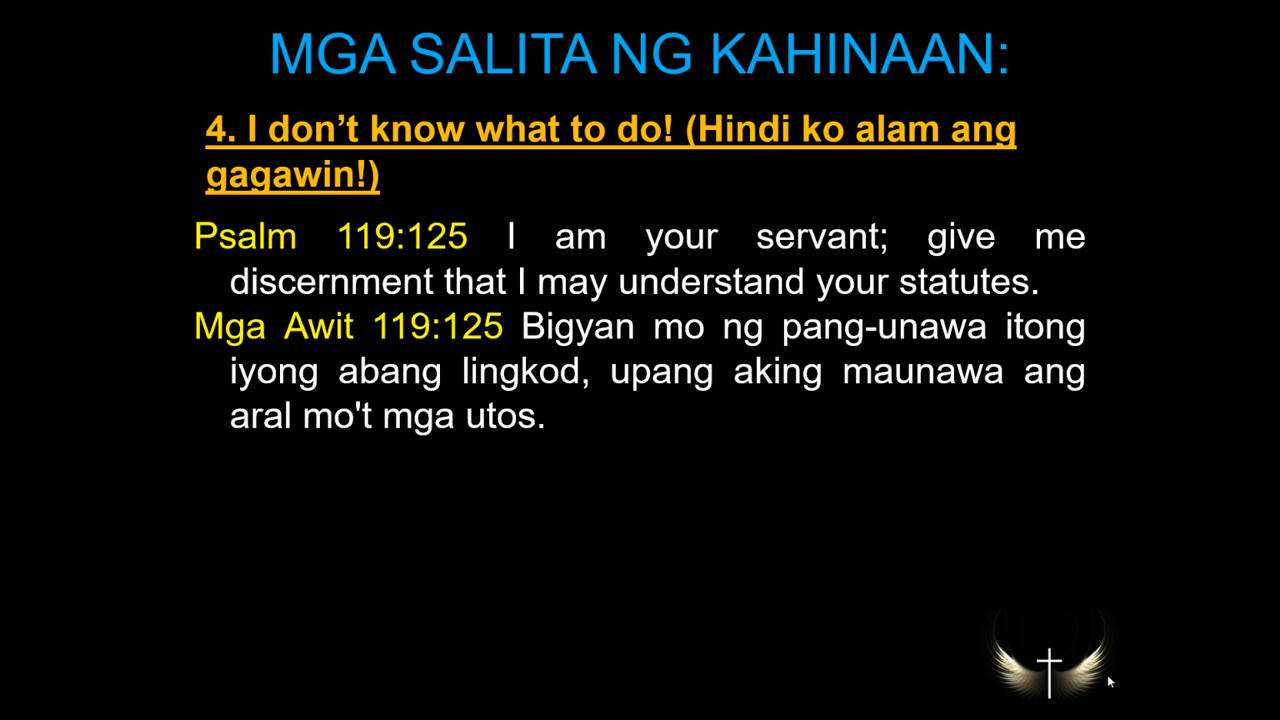 MGA SALITA NG KAHINAAN:
4. I don’t know what to do! (Hindi ko alam ang
gagawin!)
Psalm 119:125 I am your servant; give me
discernment that I may understand your statutes.
Mga Awit 119:125 Bigyan mo ng pang-unawa itong
iyong abang lingkod, upang aking maunawa ang
aral mo't mga utos.